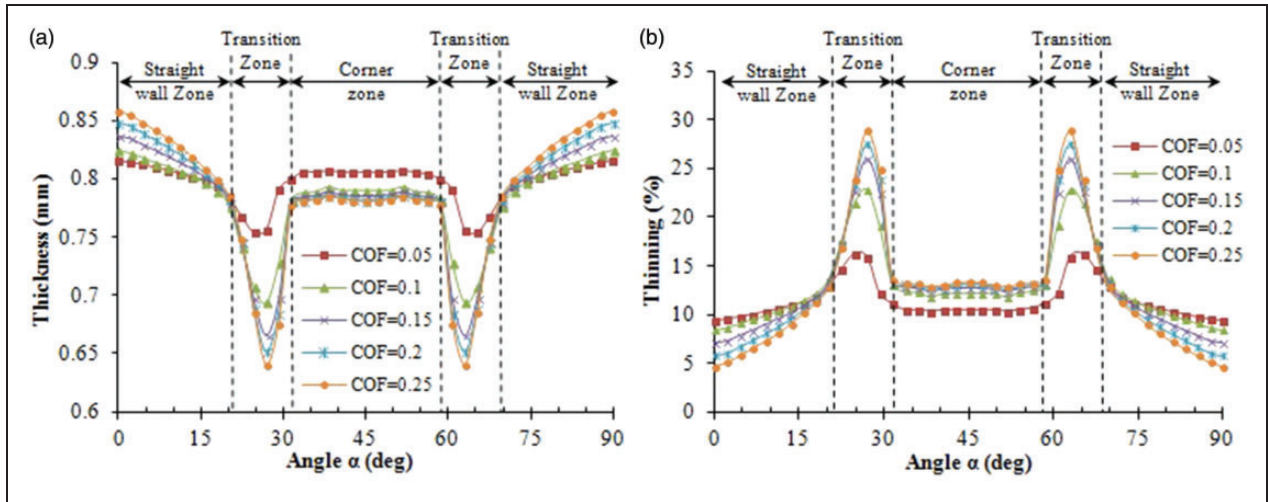 (a)
Transition
Zone
Transition
Zone
Straight
wall Zone
Corner
zone
Straight
wall Zone
0.9
0.85
0.8
0.75
0.7
0.65
0.6
Thickness (mm)
COF=0.05
COF=0.1
COF=0.15
COF=0.2
COF=0.25
0
15
30
45
60
75
90
Angle α (deg)
(b)
Transition
Zone
Transition
Zone
Straight
wall Zone
Corner
zone
Straight
wall Zone
35
30
25
20
15
10
5
0
Thinning (%)
COF=0.05
COF=0.1
COF=0.15
COF=0.2
COF=0.25
0
15
30
45
60
75
90
Angle α (deg)